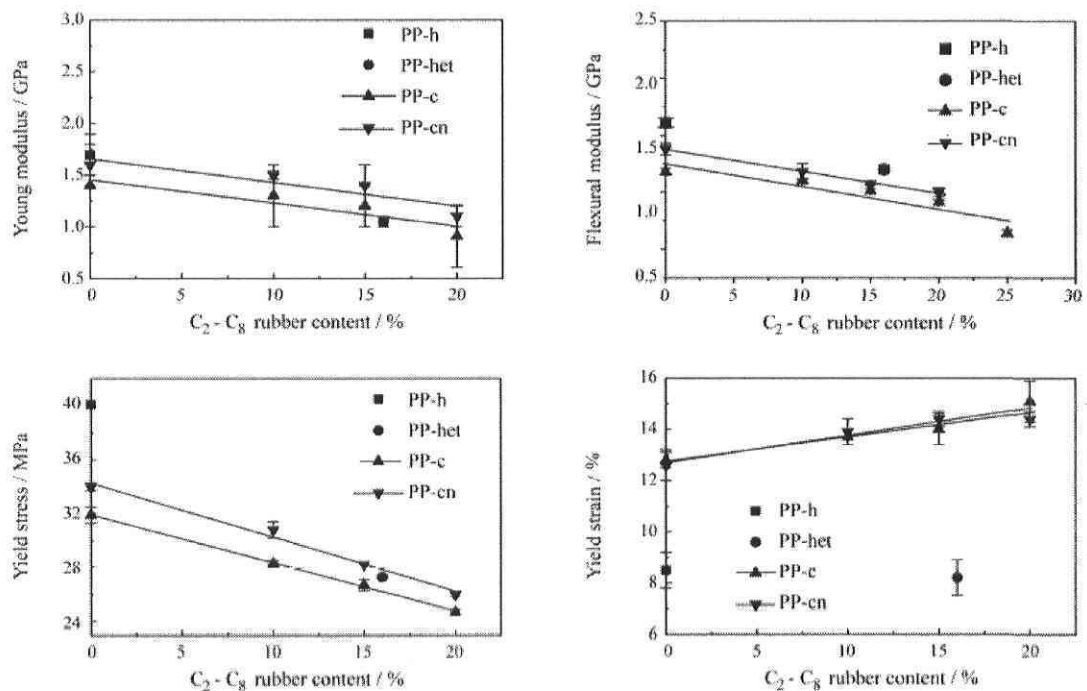 3.0
2.5
2.0
1.5
1.0
0.5
Young modulus / GPa
PP-h
PP-het
PP-c
PP-cn
0 5 10 15 20
C2 - C8 rubber content / %
2.5
2.0
1.5
1.0
0.5
Flexural modulus / GPa
PP-h
PP-het
PP-c
PP-cn
0 5 10 15 20 25 30
C2 - C8 rubber content / %
40
36
32
28
24
Yield stress / MPa
PP-h
PP-het
PP-c
PP-cn
0 5 10 15 20
C2 - C8 rubber content / %
16
14
12
10
8
6
Yield strain / %
PP-h
PP-het
PP-c
PP-cn
0 5 10 15 20
C2 - C8 rubber content / %